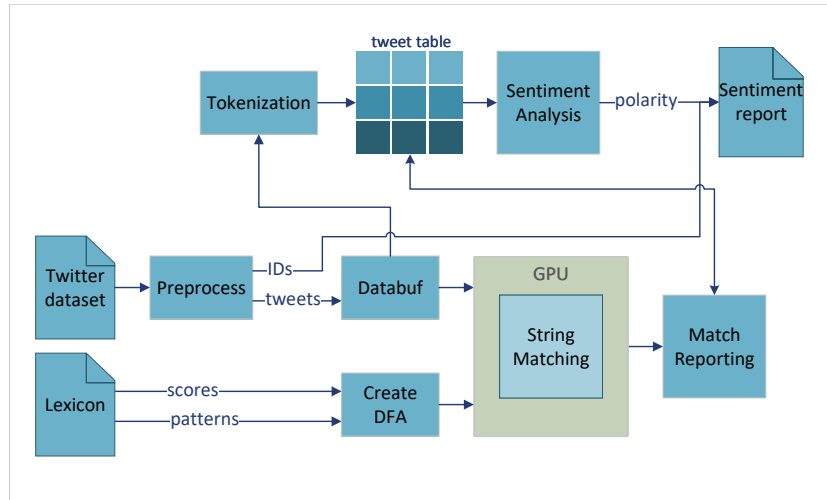 tweet table
Tokenization
Sentiment
Analysis
polarity
Sentiment
report
Twitter
dataset
Preprocess
IDs
tweets
Databuf
GPU
String
Matching
Match
Reporting
Lexicon
scores
patterns
Create
DFA